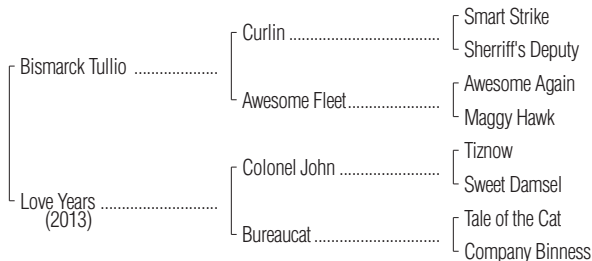 Smart Strike
Curlin ........................................
Sherriff's Deputy
Bismarck Tullio ......................
Awesome Again
Awesome Fleet........................
Maggy Hawk
Tiznow
Colonel John ..........................
Sweet Damsel
Love Years ...............................
(2013)
Tale of the Cat
Bureaucat.................................
Company Binness